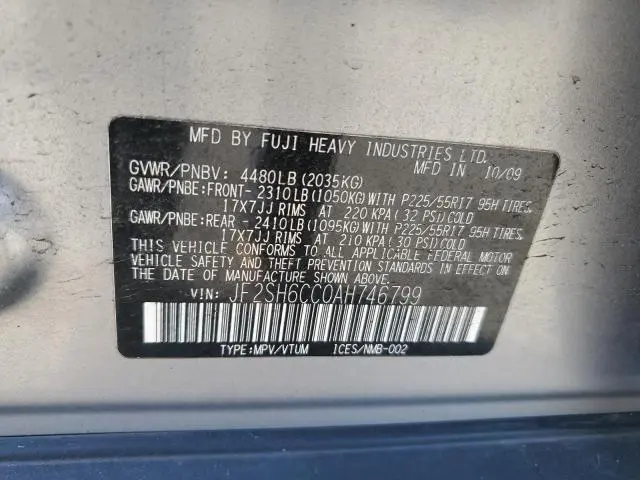 MFD BY FUJI HEAVY INDUSTRIES LTD.
MFD IN 10/09
GVWR/PNBV: 4480LB (2035KG)
GAWR/PNBE:FRONT- 2310LB(1050KG)WITH P225/55R17 95H TIRES,
17X7JJ RIMS AT 220 KPA(32 PSI)COLD
GAWR/PNBE:REAR - 2410LB(1095KG)WITH P225/55R17 95H TIRES,
17X7JJ RIMS AT 210 KPA(30 PSI)COLD
THIS VEHICLE CONFORMS TO ALL APPLICABLE FEDERAL MOTOR
VEHICLE SAFETY, BUMPER, AND THEFT PREVENTION STANDARDS IN EFFECT
ON THE DATE OF MANUFACTURE SHOWN ABOVE.
VIN: JF2SH6CC0AH746799
TYPE:MPV/VTUM ICES/NMB-002